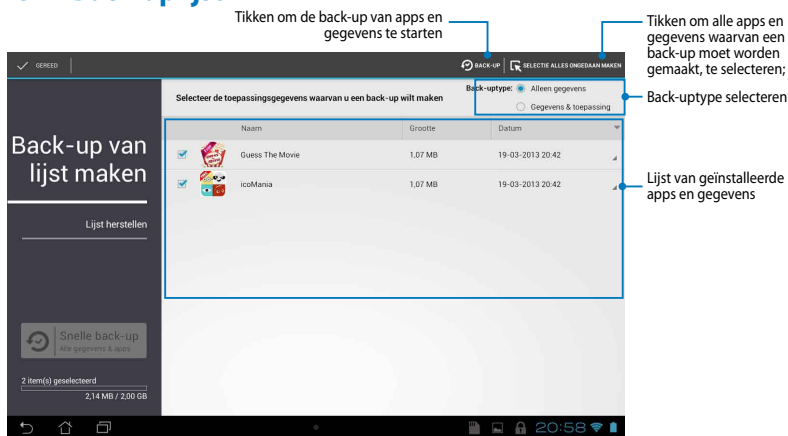 Tikken om de back-up van apps en
gegevens te starten
Tikken om alle apps en
gegevens waarvan een
back-up moet worden
gemaakt, te selecteren;
Back-uptype selecteren
Lijst van geïnstalleerde
apps en gegevens
GEREED
BACK-UP
SELECTIE ALLES ONGEDAAN MAKEN
Selecteer de toepassingsgegevens waarvan u een back-up wilt maken
Back-uptype: Alleen gegevens
Gegevens & toepassing
Naam Grootte Datum
Guess The Movie 1,07 MB 19-03-2013 20:42
icoMania 1,07 MB 19-03-2013 20:42
Back-up van
lijst maken
Lijst herstellen
Snelle back-up
Alle gegevens & apps
2 item(s) geselecteerd
2,14 MB / 2,00 GB
20:58